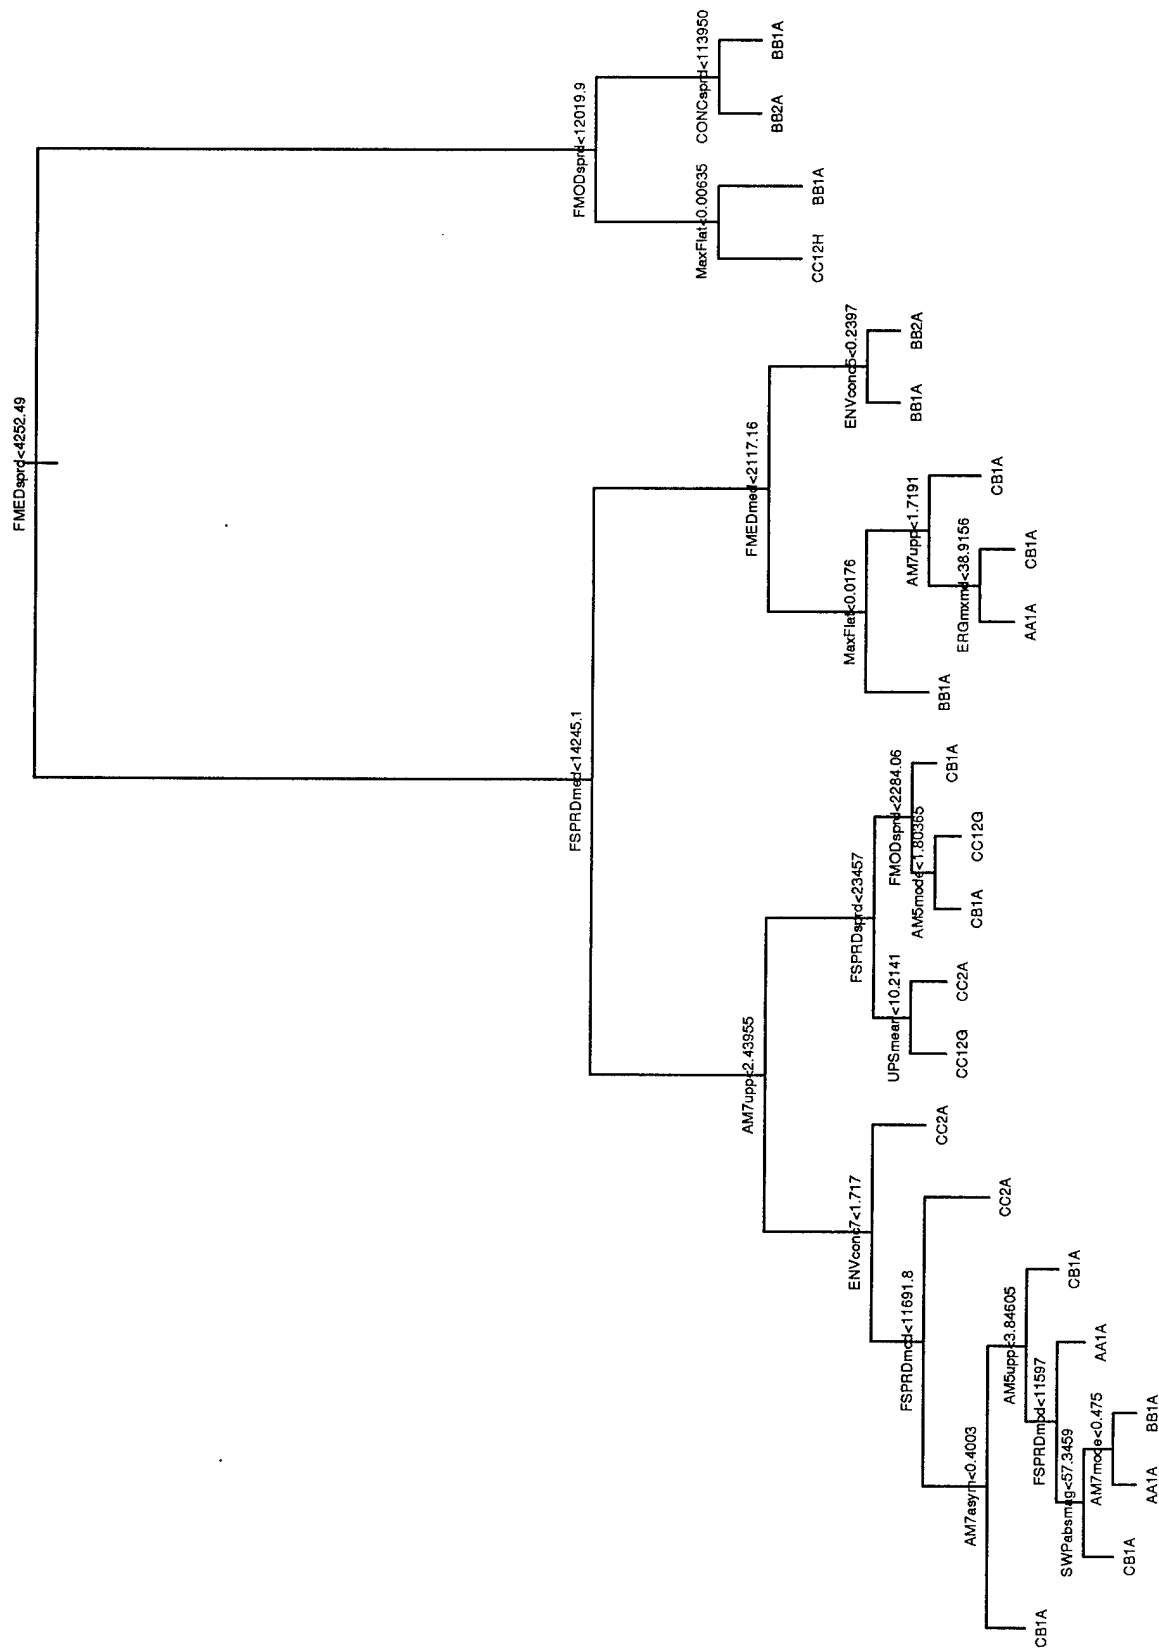 FMEDsprd<4252.49
FSPRDmed<14245.1
FMODsprd<12019.9
AM7upp<2.43955
FMEDmed<2117.16
MaxFlat<0.00635
CONCsprd<113950
CC12H
BB1A
BB2A
BB1A
ENVconc7<1.717
FSPRDsprd<23457
MaxFlat<0.0176
ENVconc5<0.2397
FSPRDmod<11691.8
CC2A
UPSmean<10.2141
FMODsprd<2284.06
BB1A
AM7upp<1.7191
BB1A
BB2A
AM7asym<0.4003
CC2A
CC12G
CC2A
AM5mode<1.80365
CB1A
ERGmxmd<38.9156
CB1A
CB1A
CC12G
AA1A
CB1A
CB1A
AM5upp<3.84605
FSPRDmod<11597
CB1A
SWPabsmag<57.3459
AA1A
CB1A
AM7mode<0.475
AA1A
BB1A